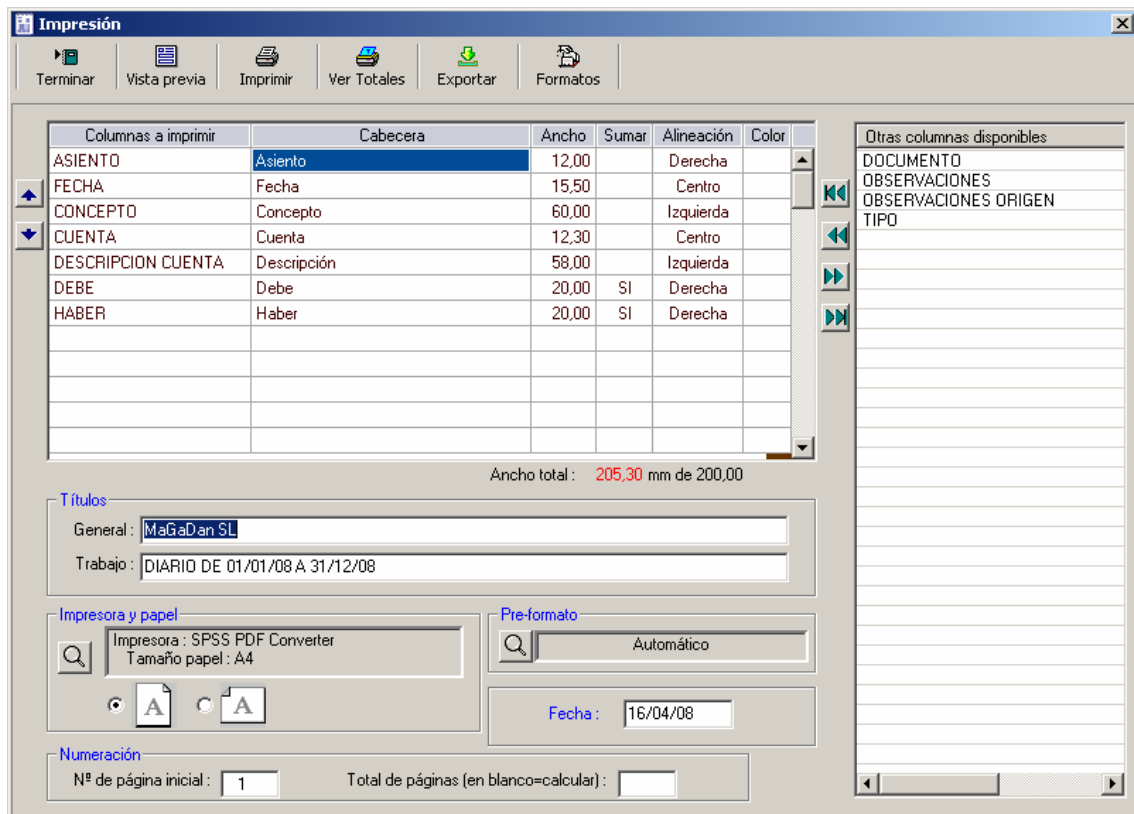 Impresión
Terminar Vista previa Imprimir Ver Totales Exportar Formatos
Columnas a imprimir Cabecera Ancho Sumar Alineación Color
ASIENTO Asiento 12,00 Derecha
FECHA Fecha 15,50 Centro
CONCEPTO Concepto 60,00 Izquierda
CUENTA Cuenta 12,30 Centro
DESCRIPCION CUENTA Descripción 58,00 Izquierda
DEBE Debe 20,00 SI Derecha
HABER Haber 20,00 SI Derecha
Ancho total : 205,30 mm de 200,00
Otras columnas disponibles
DOCUMENTO
OBSERVACIONES
OBSERVACIONES ORIGEN
TIPO
Títulos
General : MaGaDan SL
Trabajo : DIARIO DE 01/01/08 A 31/12/08
Impresora y papel
Impresora : SPSS PDF Converter
Tamaño papel : A4
A A
Pre-formato
Automático
Fecha : 16/04/08
Numeración
Nº de página inicial : 1 Total de páginas (en blanco=calcular) :